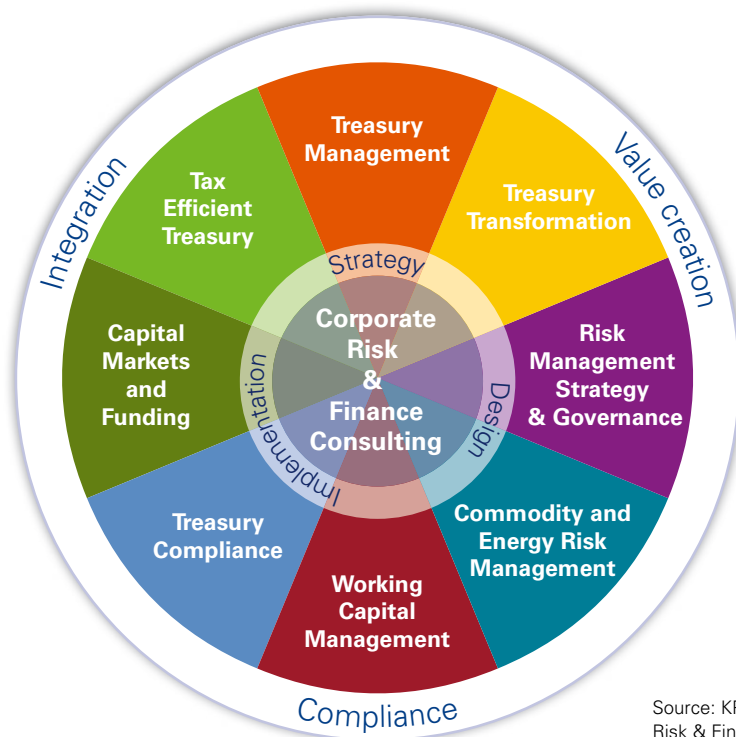 Integration
Value creation
Compliance
Treasury
Management
Treasury
Transformation
Risk
Management
Strategy
& Governance
Commodity and
Energy Risk
Management
Working
Capital
Management
Treasury
Compliance
Capital
Markets
and
Funding
Tax
Efficient
Treasury
Strategy
Design
Implementation
Corporate
Risk
&
Finance
Consulting
Source:
Risk &